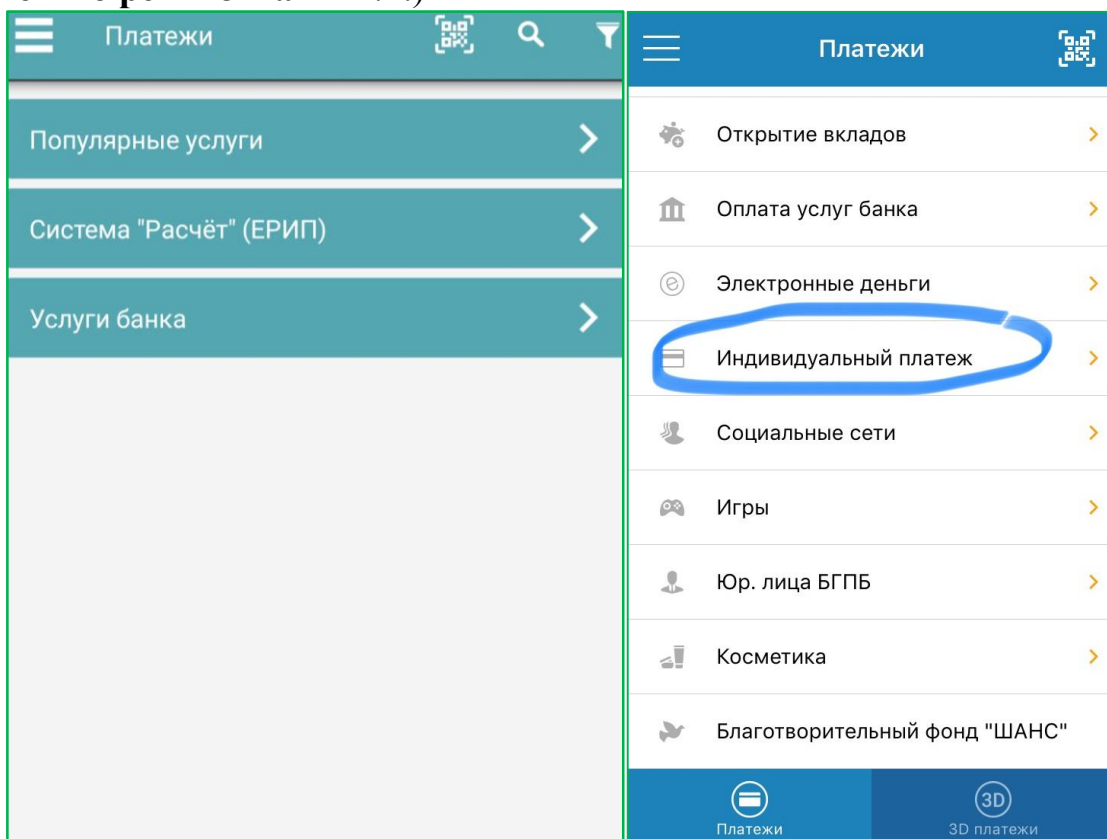 Платежи
Популярные услуги
Система "Расчёт" (ЕРИП)
Услуги банка
Платежи
Открытие вкладов
Оплата услуг банка
Электронные деньги
Индивидуальный платеж
Социальные сети
Игры
Юр. лица БГПБ
Косметика
Благотворительный фонд "ШАНС"
3D
Платежи
3D платежи